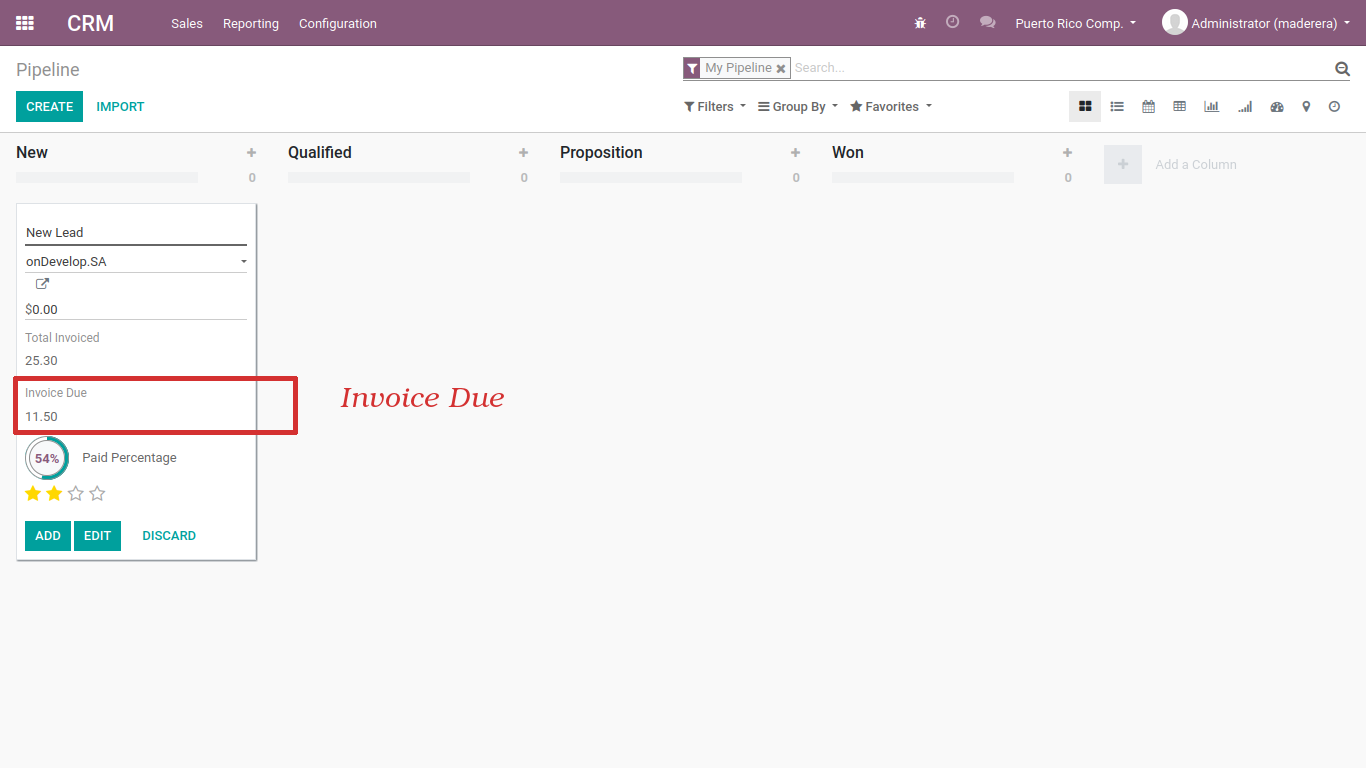 CRM Sales Reporting Configuration Puerto Rico Comp. Administrator (maderera)
Pipeline My Pipeline Search...
CREATE IMPORT Filters Group By Favorites
New Qualified Proposition Won Add a Column
0 0 0 0
New Lead
onDevelop.SA
$0.00
Total Invoiced
25.30
Invoice Due
11.50
Invoice Due
54% Paid Percentage
ADD EDIT DISCARD